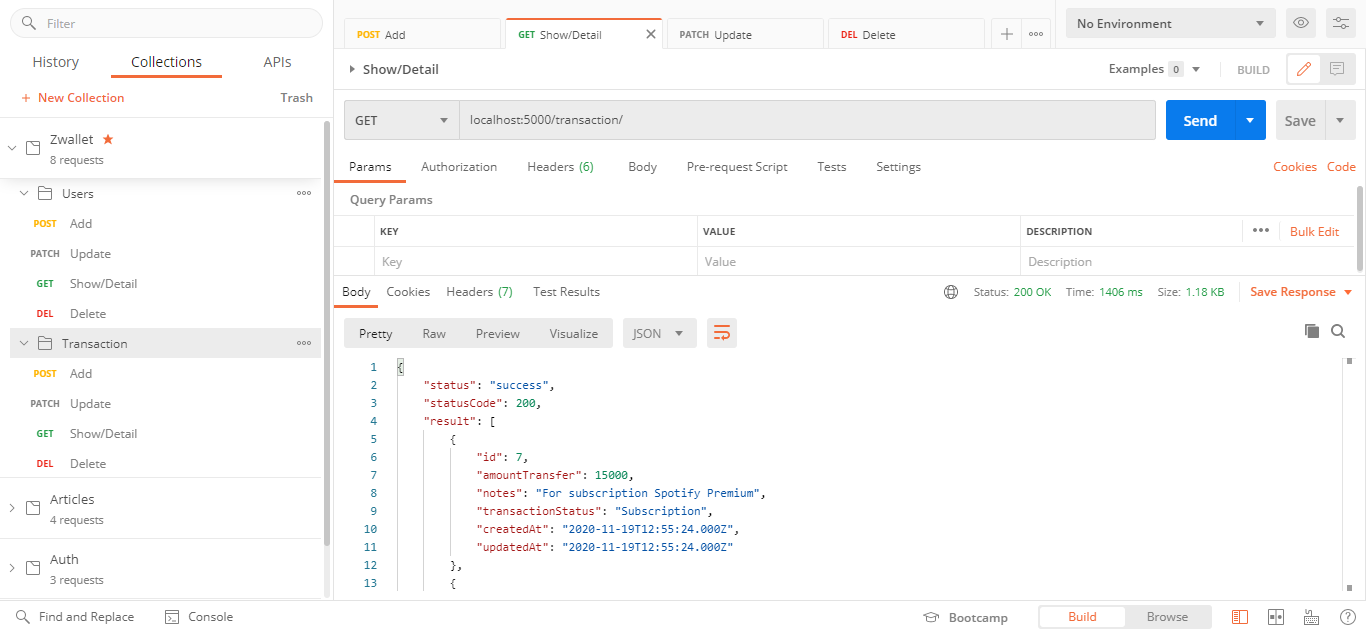 Filter
History Collections APIs
+ New Collection Trash
Zwallet
8 requests
Users
POST Add
PATCH Update
GET Show/Detail
DEL Delete
Transaction
POST Add
PATCH Update
GET Show/Detail
DEL Delete
Articles
4 requests
Auth
3 requests
POST Add GET Show/Detail PATCH Update DEL Delete
No Environment
Show/Detail Examples 0 BUILD
GET localhost:5000/transaction/ Send Save
Params Authorization Headers (6) Body Pre-request Script Tests Settings Cookies Code
Query Params
KEY VALUE DESCRIPTION Bulk Edit
Key Value Description
Body Cookies Headers (7) Test Results Status: 200 OK Time: 1406 ms Size: 1.18 KB Save Response
Pretty Raw Preview Visualize JSON
1 {
2 "status": "success",
3 "statusCode": 200,
4 "result": [
5 {
6 "id": 7,
7 "amountTransfer": 15000,
8 "notes": "For subscription Spotify Premium",
9 "transactionStatus": "Subscription",
10 "createdAt": "2020-11-19T12:55:24.000Z",
11 "updatedAt": "2020-11-19T12:55:24.000Z"
12 },
13 {
Find and Replace Console Bootcamp Build Browse